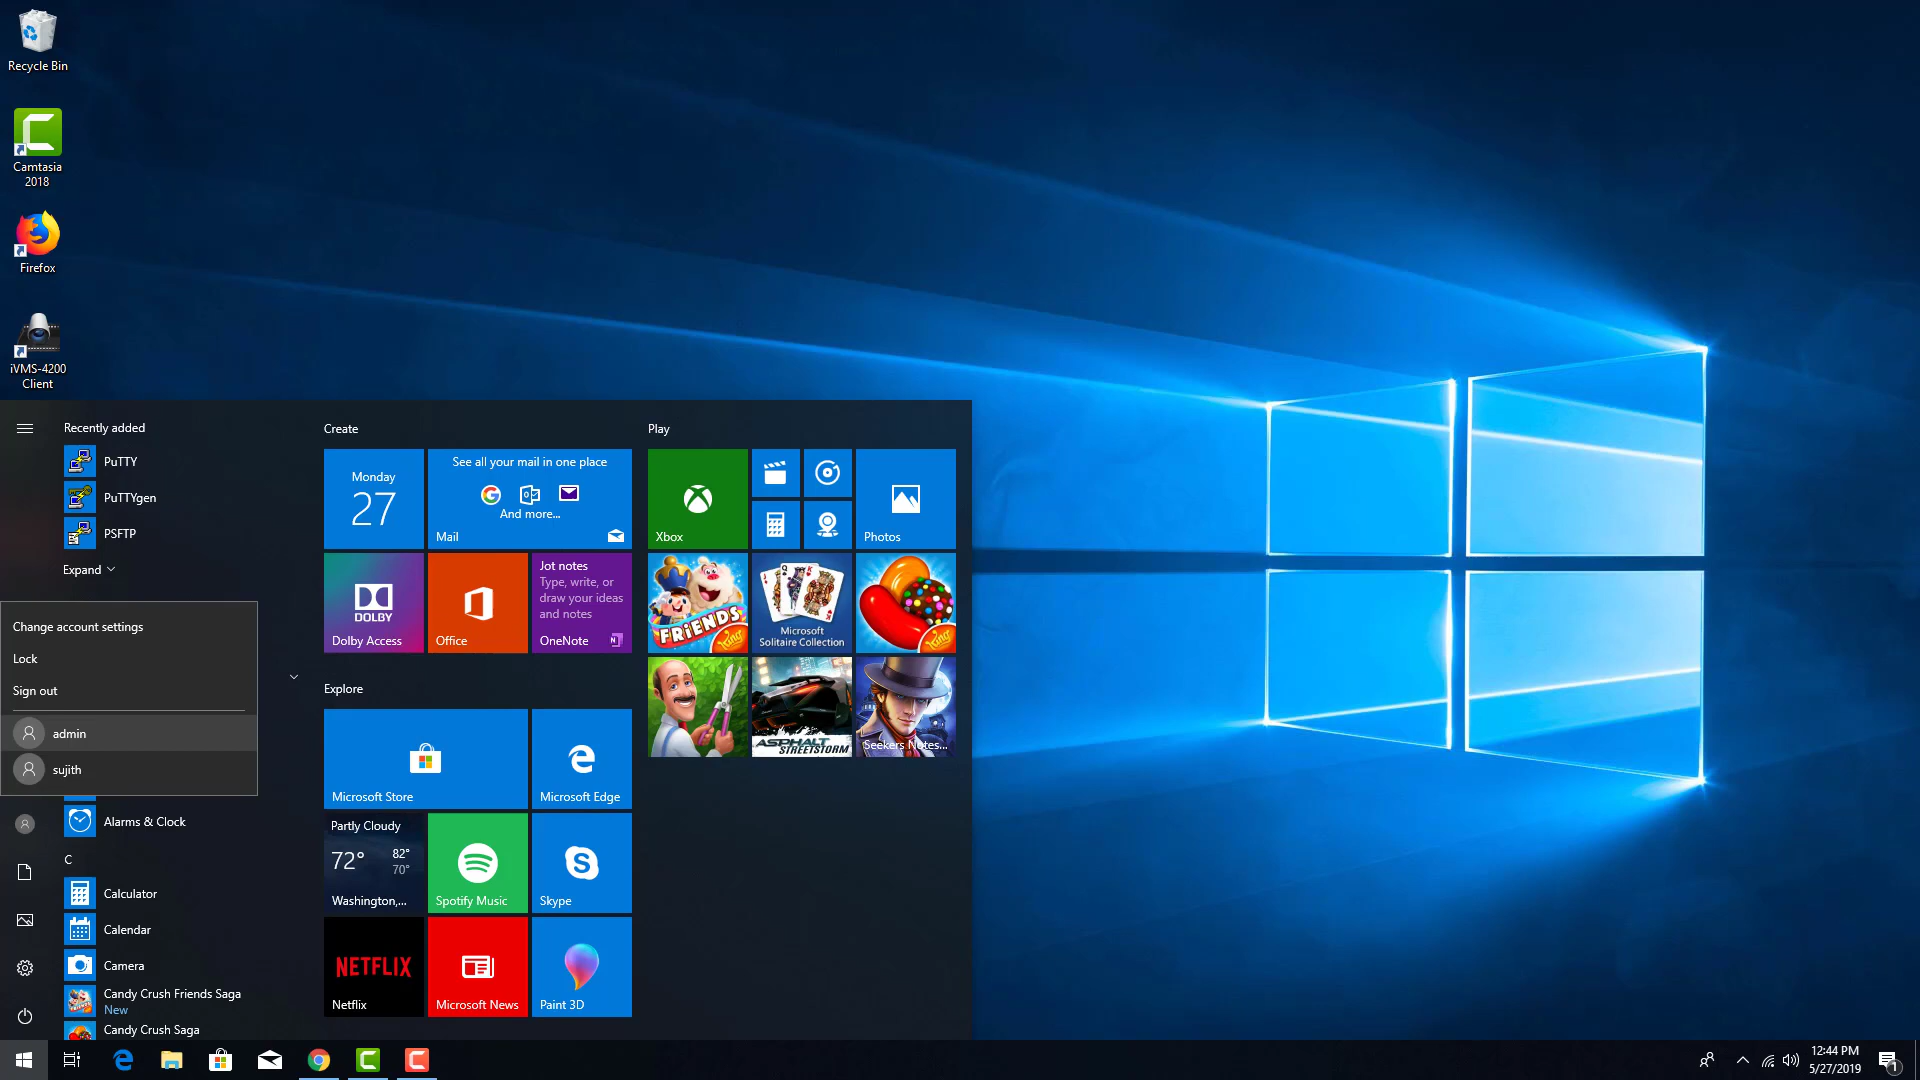 Recycle Bin
Camtasia
2018
Firefox
iVMS-4200
Client
Recently added
PuTTY
PuTTYgen
PSFTP
Expand
Change account settings
Lock
Sign out
admin
sujith
Alarms & Clock
C
Calculator
Calendar
Camera
Candy Crush Friends Saga
New
Candy Crush Saga
Create
Monday
27
See all your mail in one place
And more...
Mail
DOLBY
Dolby Access
Office
Jot notes
Type, write, or
draw your ideas
and notes
OneNote
Explore
Microsoft Store
Microsoft Edge
Partly Cloudy
72°
82°
70°
Washington,...
Spotify Music
Skype
NETFLIX
Netflix
Microsoft News
Paint 3D
Play
Xbox
Photos
FRIENDS
King
Microsoft
Solitaire Collection
King
ASPHALT
STREETSTORM
Seekers Notes...
12:44 PM
5/27/2019
1